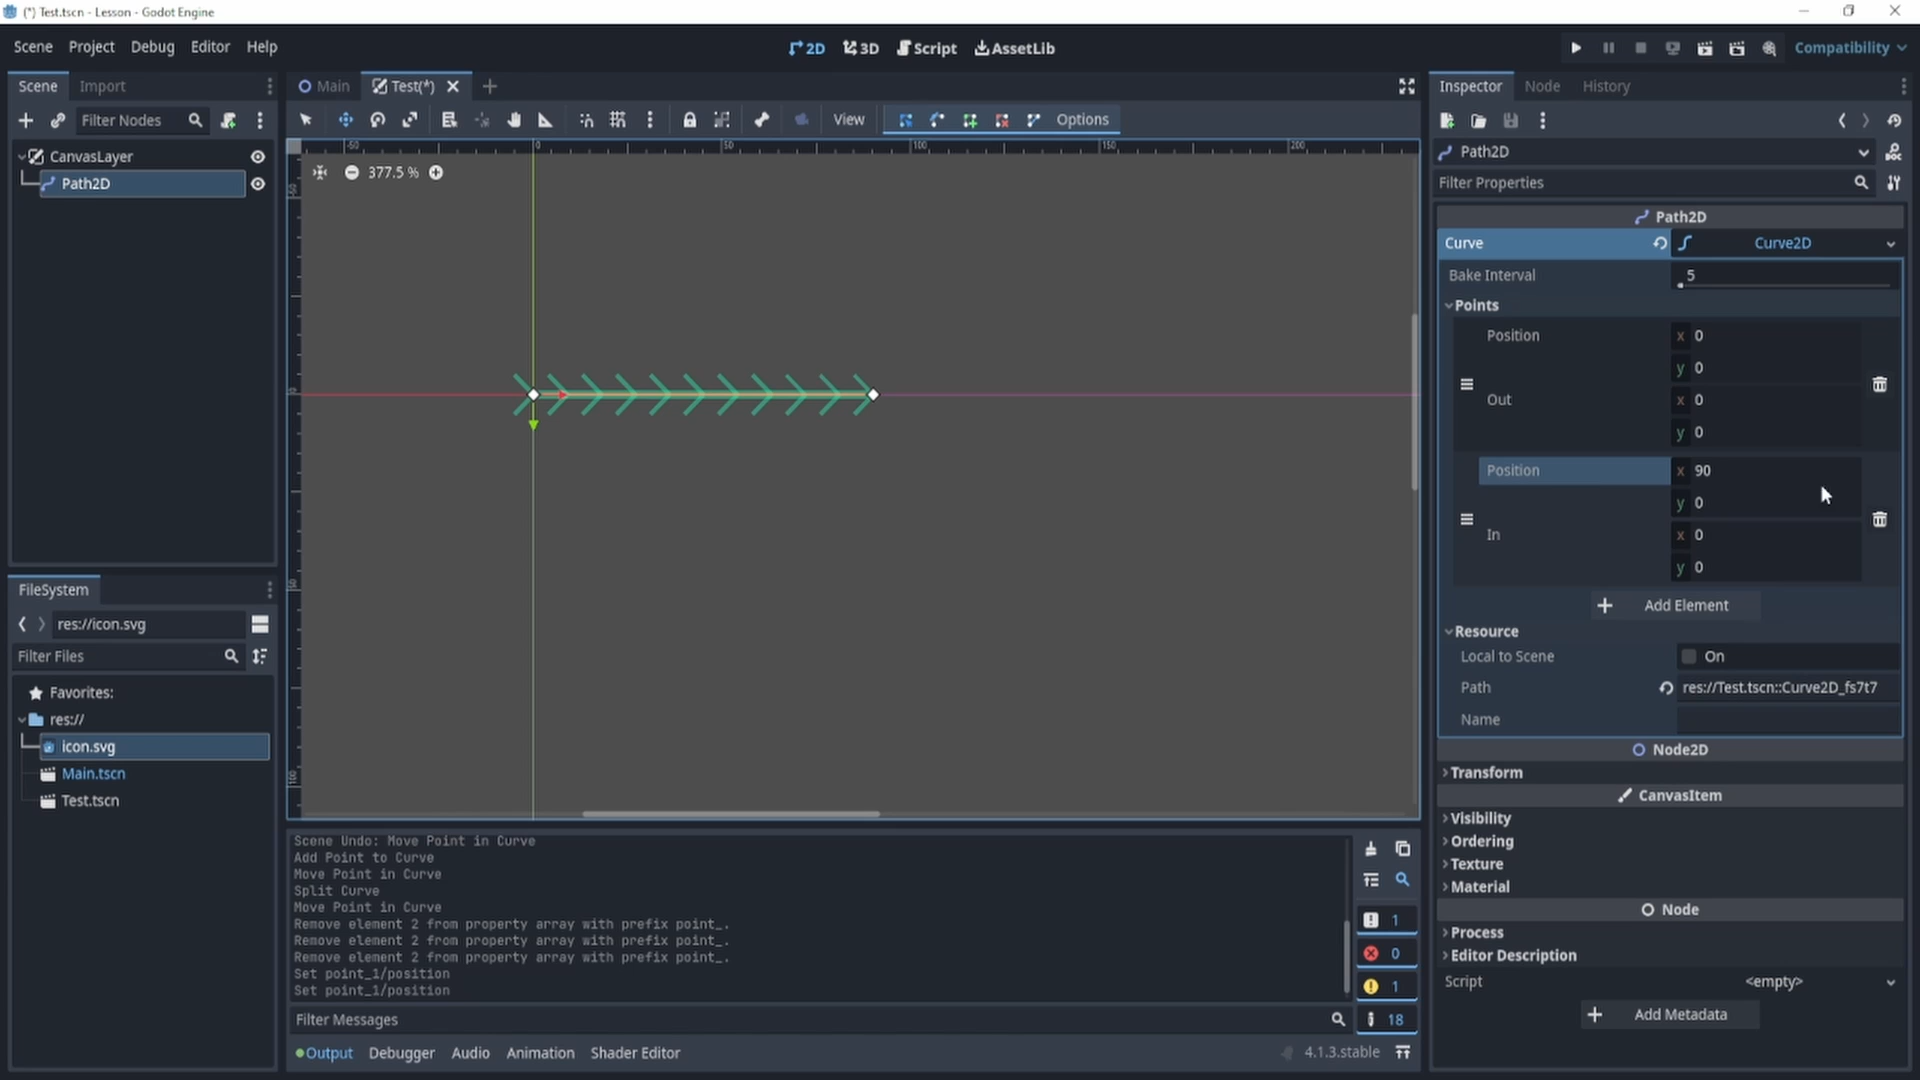 (*) Test.tscn - Lesson - Godot Engine
Scene Project Debug Editor Help
2D 3D Script AssetLib
Compatibility
Scene Import
Main Test(*)
Inspector Node History
Filter Nodes
View Options
CanvasLayer
Path2D
377.5 %
-50 0 50 100 150 200
Path2D
Filter Properties
Path2D
Curve Curve2D
Bake Interval 5
Points
Position x 0
y 0
Out x 0
y 0
Position x 90
y 0
In x 0
y 0
Add Element
Resource
Local to Scene On
Path res://Test.tscn::Curve2D_fs7t7
Name
Node2D
Transform
CanvasItem
Visibility
Ordering
Texture
Material
Node
Process
Editor Description
Script <empty>
Add Metadata
FileSystem
res://icon.svg
Filter Files
Favorites:
res://
icon.svg
Main.tscn
Test.tscn
Scene Undo: Move Point in Curve
Add Point to Curve
Move Point in Curve
Split Curve
Move Point in Curve
Remove element 2 from property array with prefix point_.
Remove element 2 from property array with prefix point_.
Remove element 2 from property array with prefix point_.
Set point_1/position
Set point_1/position
1
0
1
18
Filter Messages
Output Debugger Audio Animation Shader Editor
4.1.3.stable